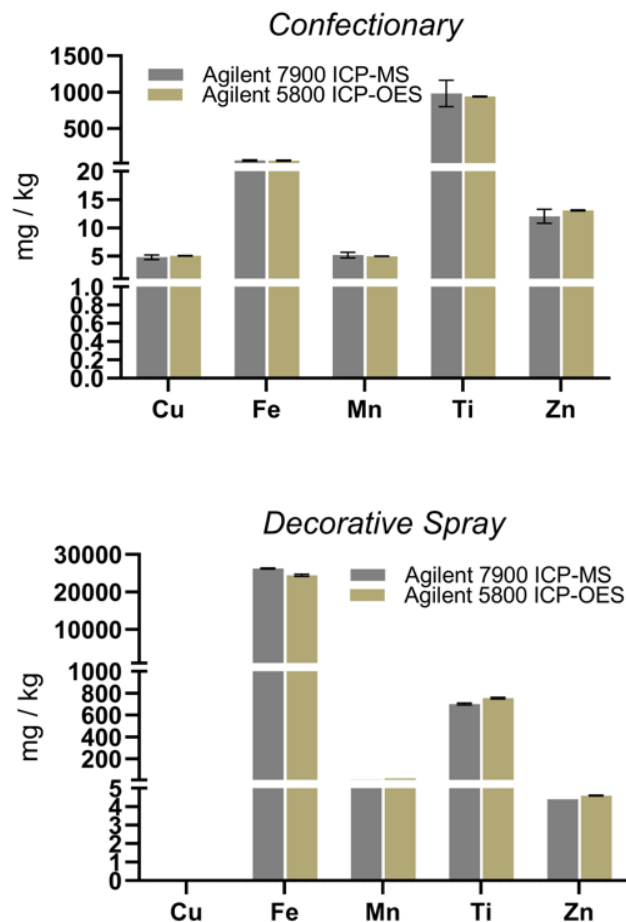 Confectionary
1500
1000
500
20
15
10
5
1.0
0.8
0.6
0.4
0.2
0.0
mg / kg
Agilent 7900 ICP-MS
Agilent 5800 ICP-OES
Cu Fe Mn Ti Zn
Decorative Spray
30000
20000
10000
1000
800
600
400
200
5
4
3
2
1
0
mg / kg
Agilent 7900 ICP-MS
Agilent 5800 ICP-OES
Cu Fe Mn Ti Zn